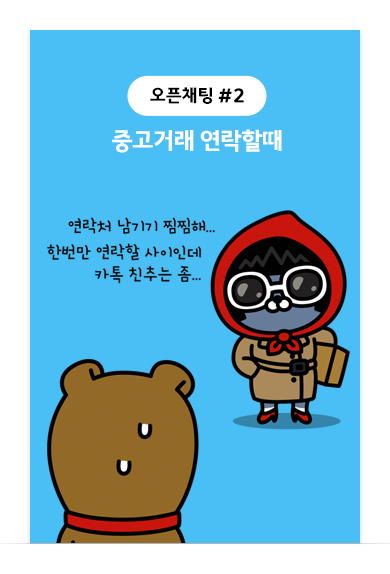 오픈채팅 #2
중고거래 연락할때
연락처 남기기 찜찜해...
한번만 연락할 사이인데
카톡 친추는 좀...